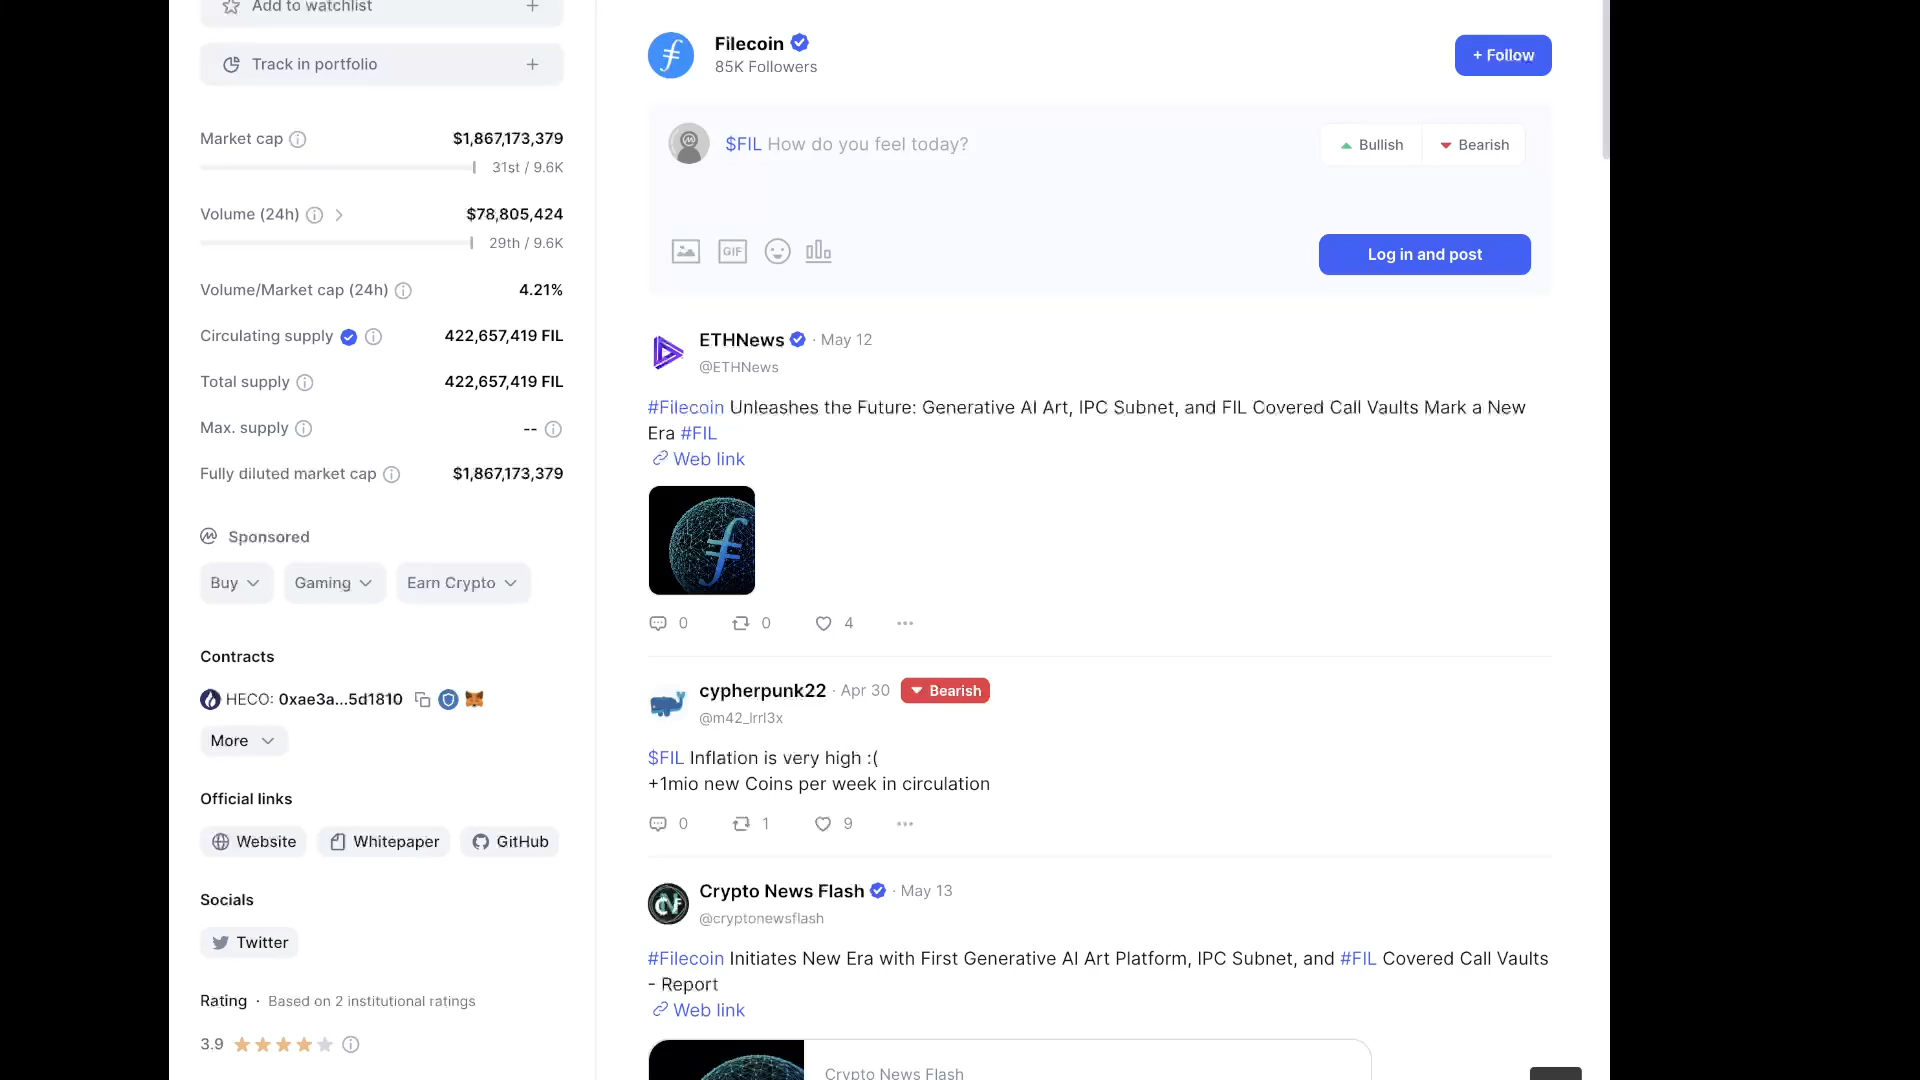 Add to watchlist
Track in portfolio
Market cap $1,867,173,379
31st / 9.6K
Volume (24h) $78,805,424
29th / 9.6K
Volume/Market cap (24h) 4.21%
Circulating supply 422,657,419 FIL
Total supply 422,657,419 FIL
Max. supply --
Fully diluted market cap $1,867,173,379
Sponsored
Buy Gaming Earn Crypto
Contracts
HECO: 0xae3a...5d1810
More
Official links
Website Whitepaper GitHub
Socials
Twitter
Rating · Based on 2 institutional ratings
3.9
Filecoin
85K Followers
+ Follow
$FIL How do you feel today?
Bullish Bearish
GIF
Log in and post
ETHNews · May 12
@ETHNews
#Filecoin Unleashes the Future: Generative AI Art, IPC Subnet, and FIL Covered Call Vaults Mark a New
Era #FIL
Web link
0 0 4
cypherpunk22 · Apr 30 Bearish
@m42_lrrl3x
$FIL Inflation is very high :(
+1mio new Coins per week in circulation
0 1 9
Crypto News Flash · May 13
@cryptonewsflash
#Filecoin Initiates New Era with First Generative AI Art Platform, IPC Subnet, and #FIL Covered Call Vaults
- Report
Web link
Crypto News Flash